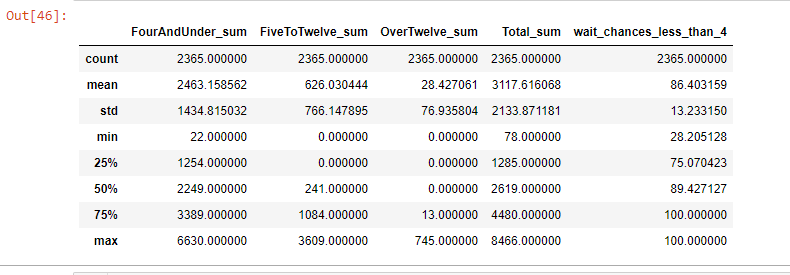 Out[46]:
FourAndUnder_sum FiveToTwelve_sum OverTwelve_sum Total_sum wait_chances_less_than_4
count 2365.000000 2365.000000 2365.000000 2365.000000 2365.000000
mean 2463.158562 626.030444 28.427061 3117.616068 86.403159
std 1434.815032 766.147895 76.935804 2133.871181 13.233150
min 22.000000 0.000000 0.000000 78.000000 28.205128
25% 1254.000000 0.000000 0.000000 1285.000000 75.070423
50% 2249.000000 241.000000 0.000000 2619.000000 89.427127
75% 3389.000000 1084.000000 13.000000 4480.000000 100.000000
max 6630.000000 3609.000000 745.000000 8466.000000 100.000000